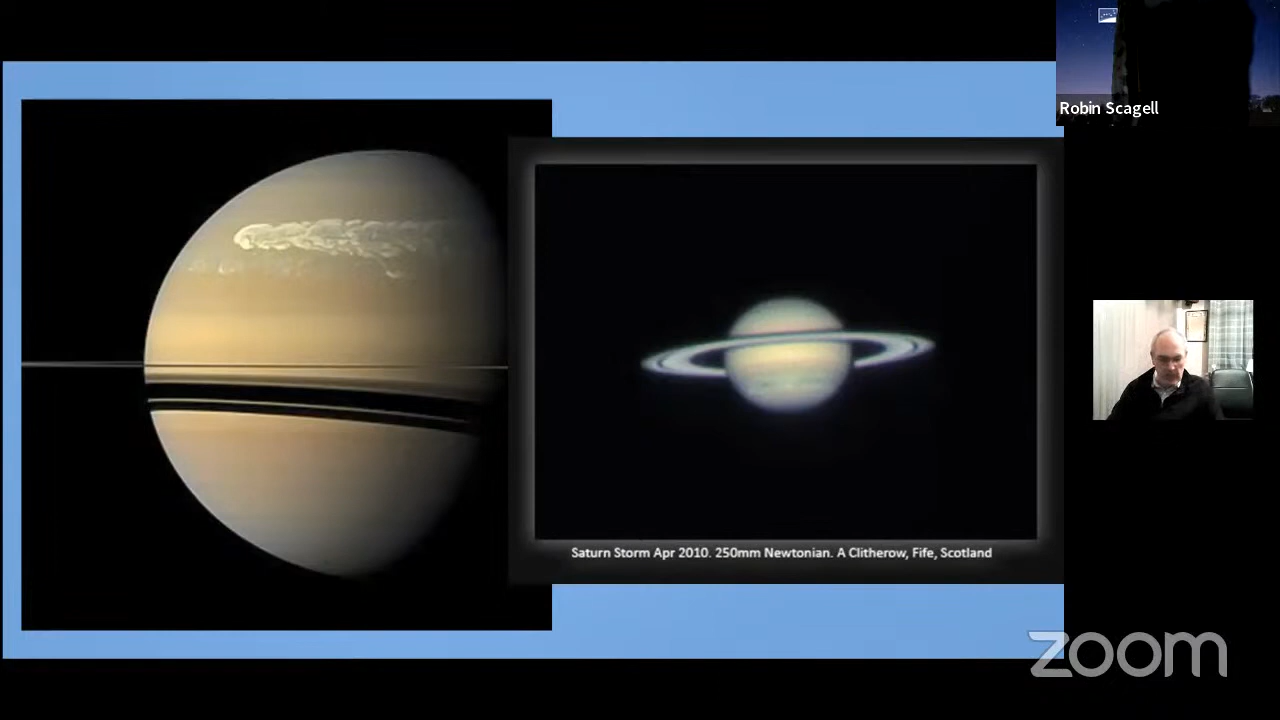 Robin Scagell
Saturn Storm Apr 2010. 250mm Newtonian. A Clitherow, Fife, Scotland
zoom